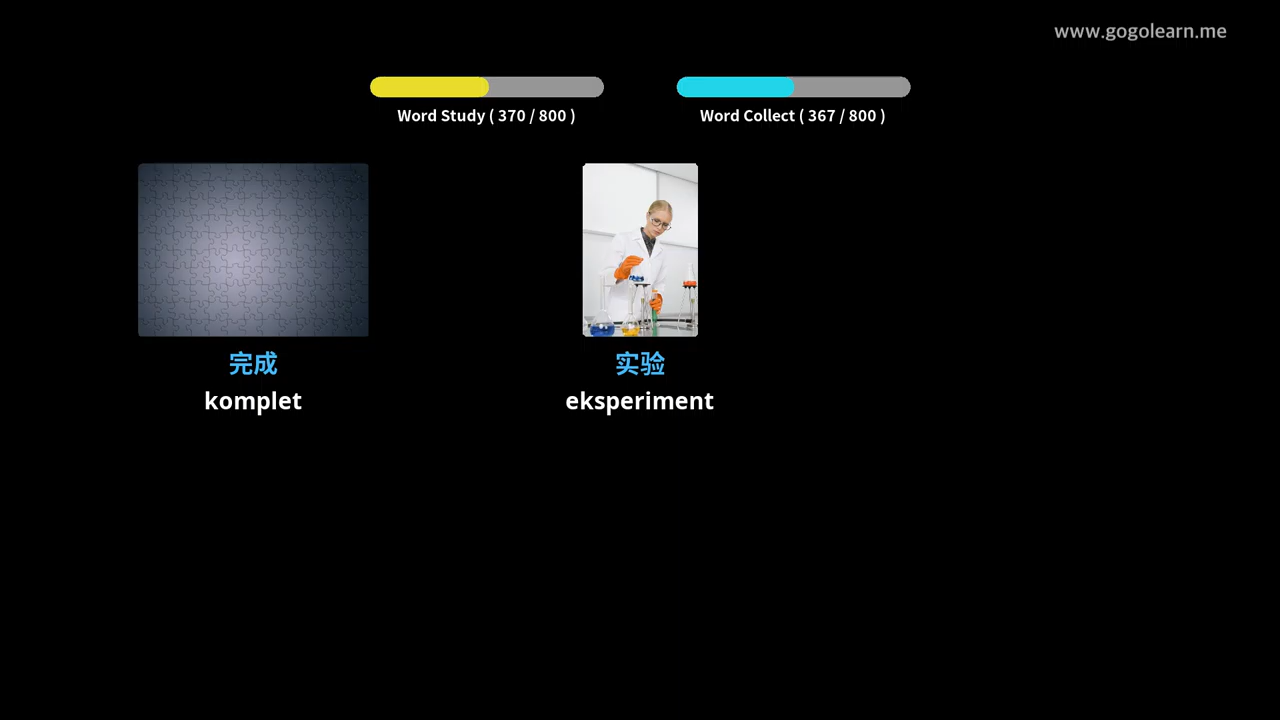 www.gogolearn.me
Word Study ( 370 / 800 )
Word Collect ( 367 / 800 )
完成
komplet
实验
eksperiment